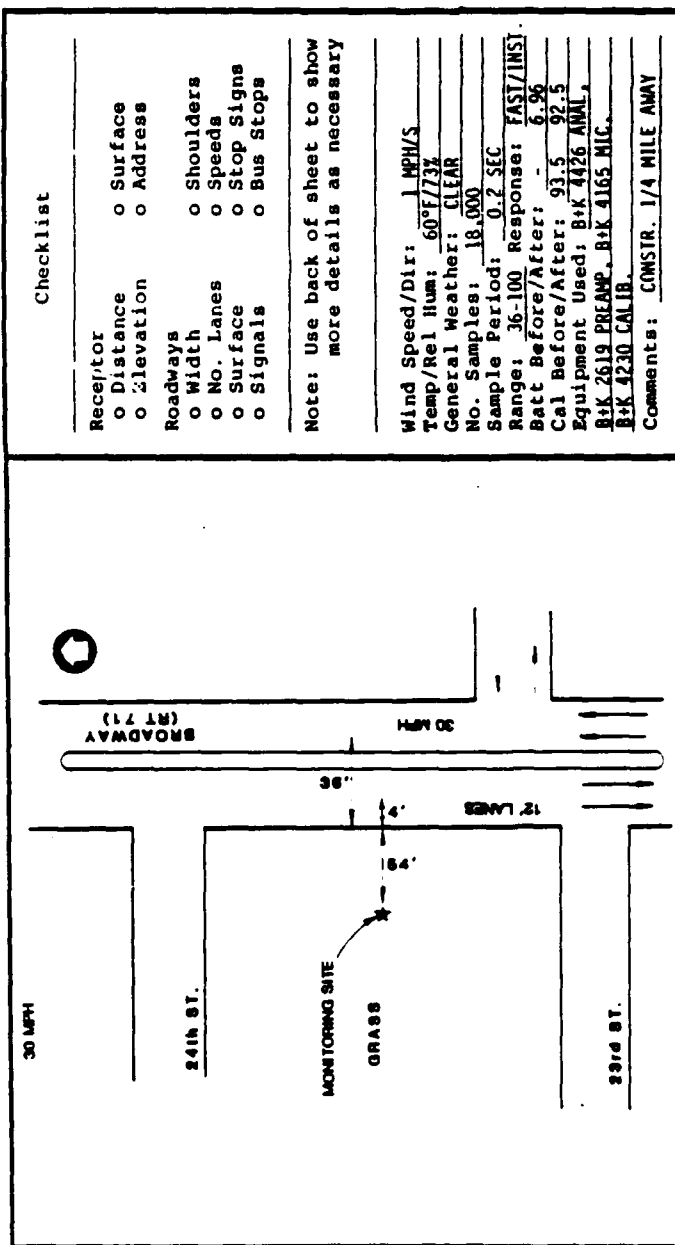 Checklist
Receptor
o Distance o Surface
o Elevation o Address
Roadways
o Width o Shoulders
o No. Lanes o Speeds
o Surface o Stop Signs
o Signals o Bus Stops
Note: Use back of sheet to show
more details as necessary
Wind Speed/Dir: 1 MPH/S
Temp/Rel Hum: 60°F/73%
General Weather: CLEAR
No. Samples: 18,000
Sample Period: 0.2 SEC
Range: 36-100 Response: FAST/INST.
Batt Before/After: - 6.96
Cal Before/After: 93.5 92.5
Equipment Used: B+K 4426 ANAL,
B+K 2619 PREAMP, B+K 4165 MIC,
B+K 4230 CALIB.
Comments: CONSTR. 1/4 MILE AWAY
30 MPH
24th ST.
MONITORING SITE
GRASS
23rd ST.
BROADWAY
(RT 71)
30 MPH
36"
4'
54'
12' LANES